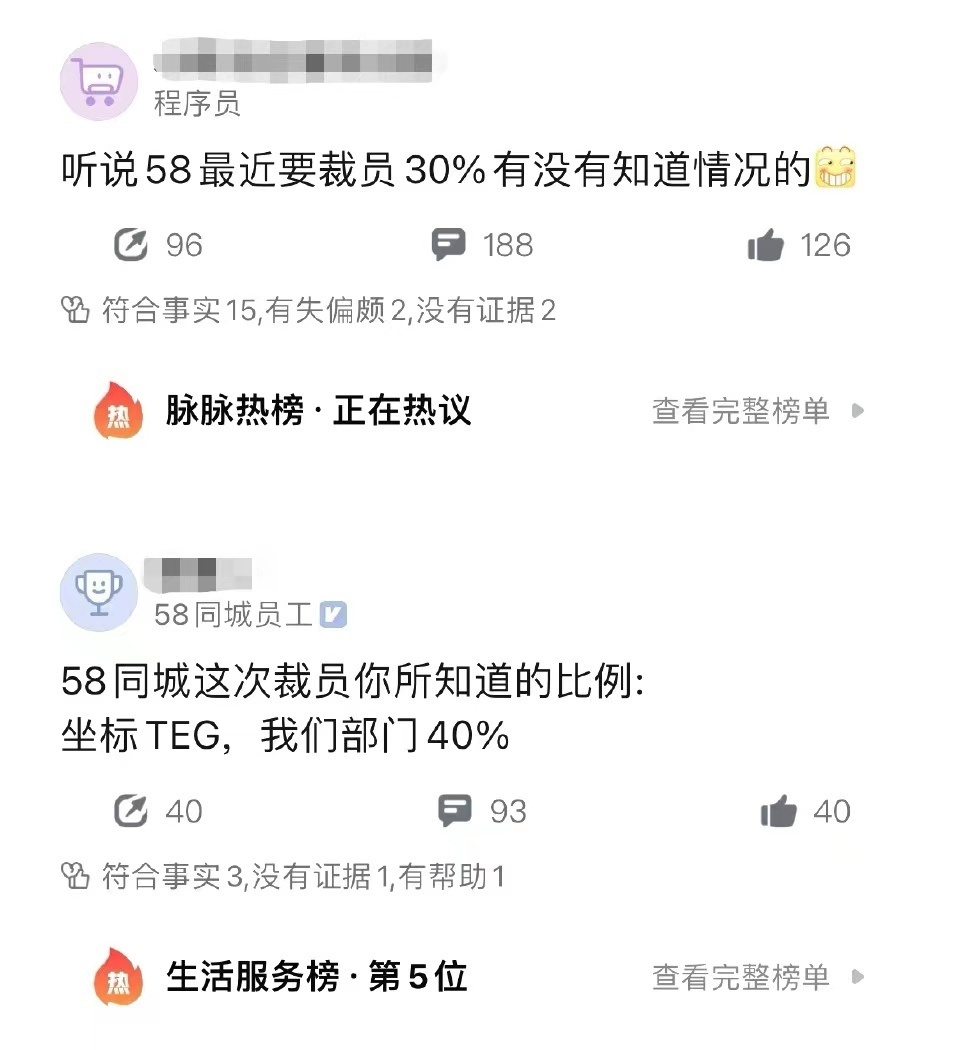 程序员
听说58最近要裁员30%有没有知道情况的
96 188 126
符合事实15,有失偏颇2,没有证据2
热 脉脉热榜·正在热议 查看完整榜单
58同城员工
58同城这次裁员你所知道的比例:
坐标TEG，我们部门40%
40 93 40
符合事实3,没有证据1,有帮助1
热 生活服务榜·第5位 查看完整榜单